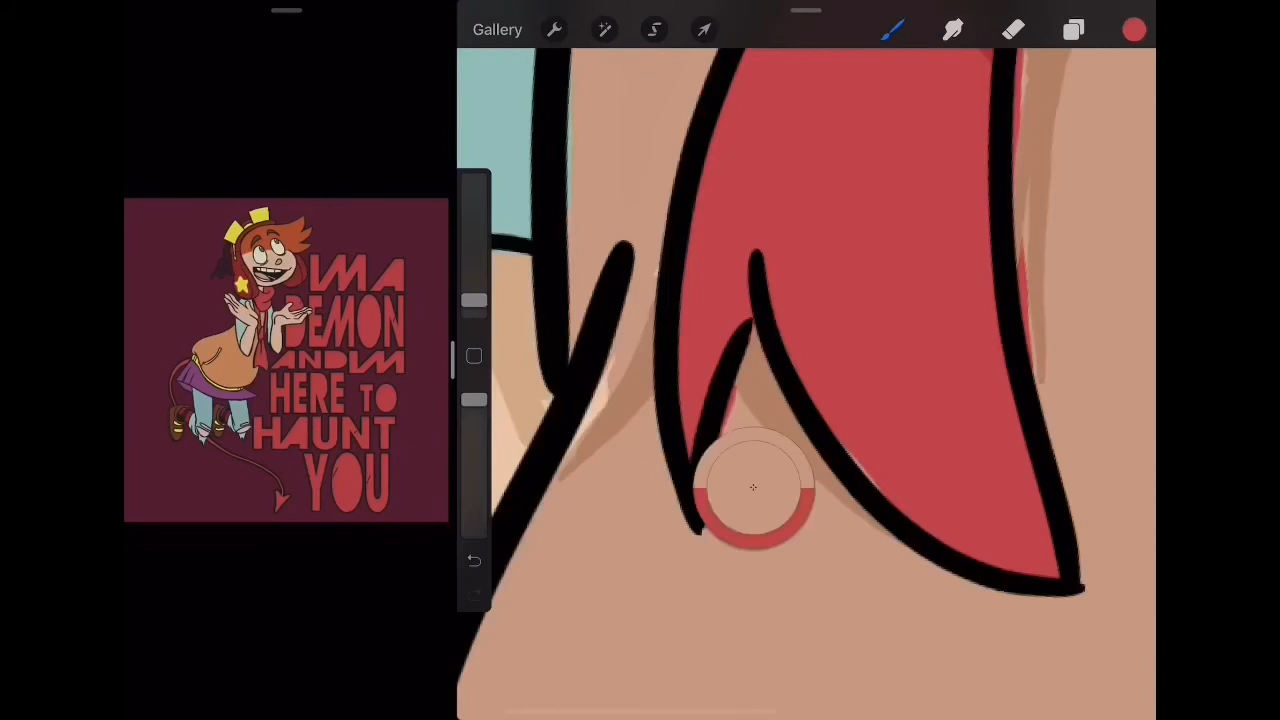 Gallery
IMA
DEMON
ANDIM
HERE TO
HAUNT
YOU